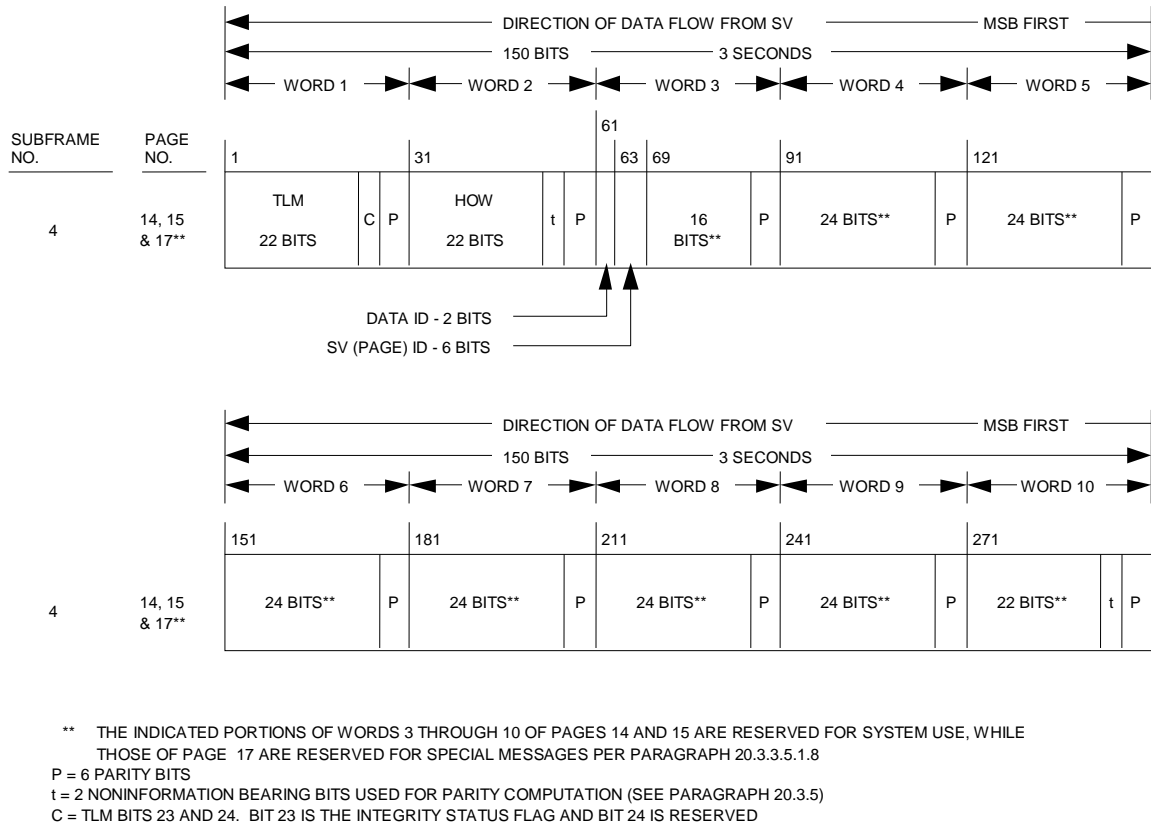 DIRECTION OF DATA FLOW FROM SV MSB FIRST
150 BITS 3 SECONDS
WORD 1 WORD 2 WORD 3 WORD 4 WORD 5
SUBFRAME NO. PAGE NO.
1 31 61 63 69 91 121
4 14, 15 & 17** TLM 22 BITS C P HOW 22 BITS t P 16 BITS** P 24 BITS** P 24 BITS** P
DATA ID - 2 BITS
SV (PAGE) ID - 6 BITS
DIRECTION OF DATA FLOW FROM SV MSB FIRST
150 BITS 3 SECONDS
WORD 6 WORD 7 WORD 8 WORD 9 WORD 10
151 181 211 241 271
4 14, 15 & 17** 24 BITS** P 24 BITS** P 24 BITS** P 24 BITS** P 22 BITS** t P
** THE INDICATED PORTIONS OF WORDS 3 THROUGH 10 OF PAGES 14 AND 15 ARE RESERVED FOR SYSTEM USE, WHILE
THOSE OF PAGE 17 ARE RESERVED FOR SPECIAL MESSAGES PER PARAGRAPH 20.3.3.5.1.8
P = 6 PARITY BITS
t = 2 NONINFORMATION BEARING BITS USED FOR PARITY COMPUTATION (SEE PARAGRAPH 20.3.5)
C = TLM BITS 23 AND 24. BIT 23 IS THE INTEGRITY STATUS FLAG AND BIT 24 IS RESERVED